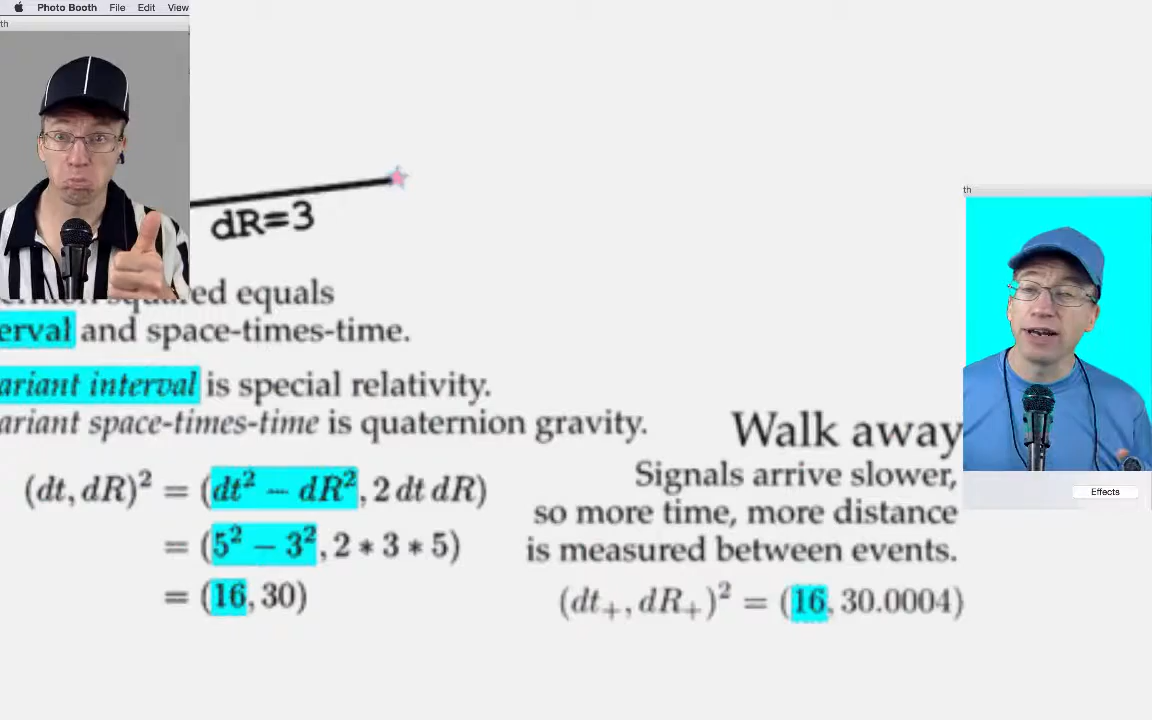 Photo Booth File Edit View
th
th
dR=3
squared equals
erval and space-times-time.
ariant interval is special relativity.
ariant space-times-time is quaternion gravity.
(dt, dR)² = (dt² − dR², 2 dt dR)
= (5² − 3², 2 * 3 * 5)
= (16, 30)
Walk away
Signals arrive slower,
so more time, more distance
is measured between events.
(dt₊, dR₊)² = (16, 30.0004)
Effects